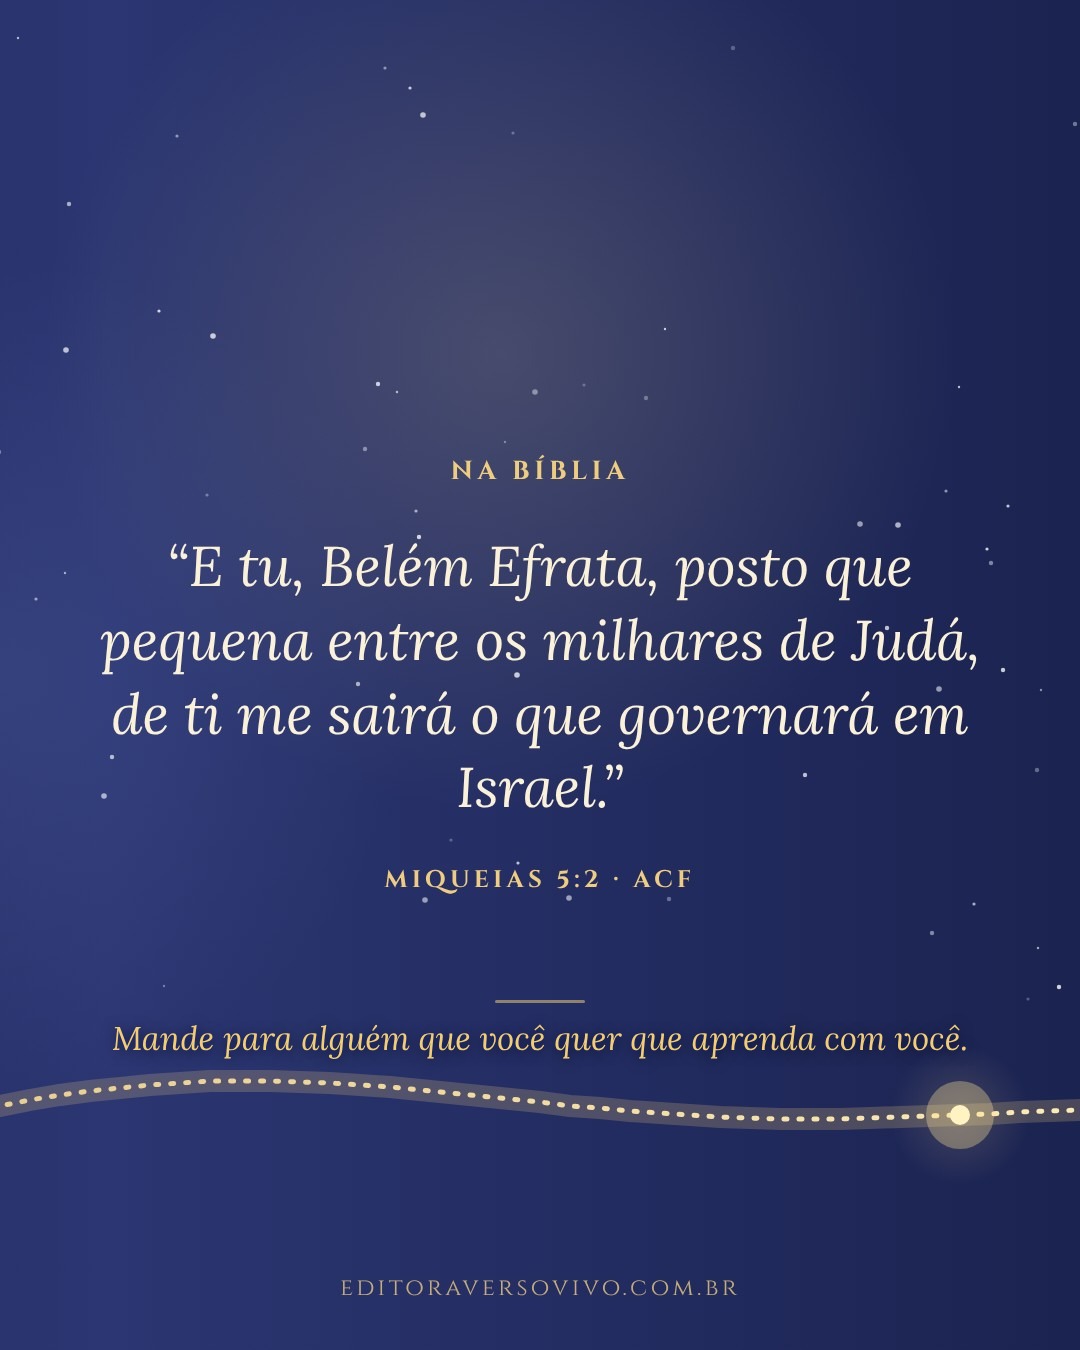 NA BÍBLIA
“E tu, Belém Efrata, posto que
pequena entre os milhares de Judá,
de ti me sairá o que governará em
Israel.”
MIQUEIAS 5:2 · ACF
Mande para alguém que você quer que aprenda com você.
EDITORAVERSOVIVO.COM.BR